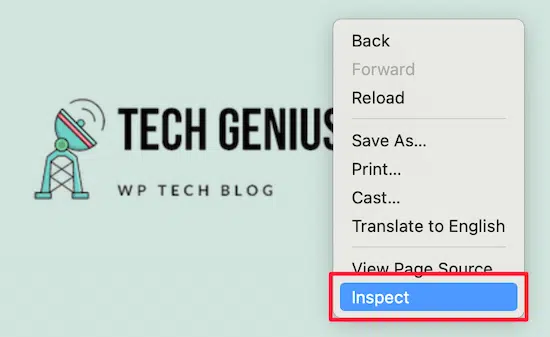 TECH GENIUS
WP TECH BLOG
Back
Forward
Reload
Save As...
Print...
Cast...
Translate to English
View Page Source
Inspect